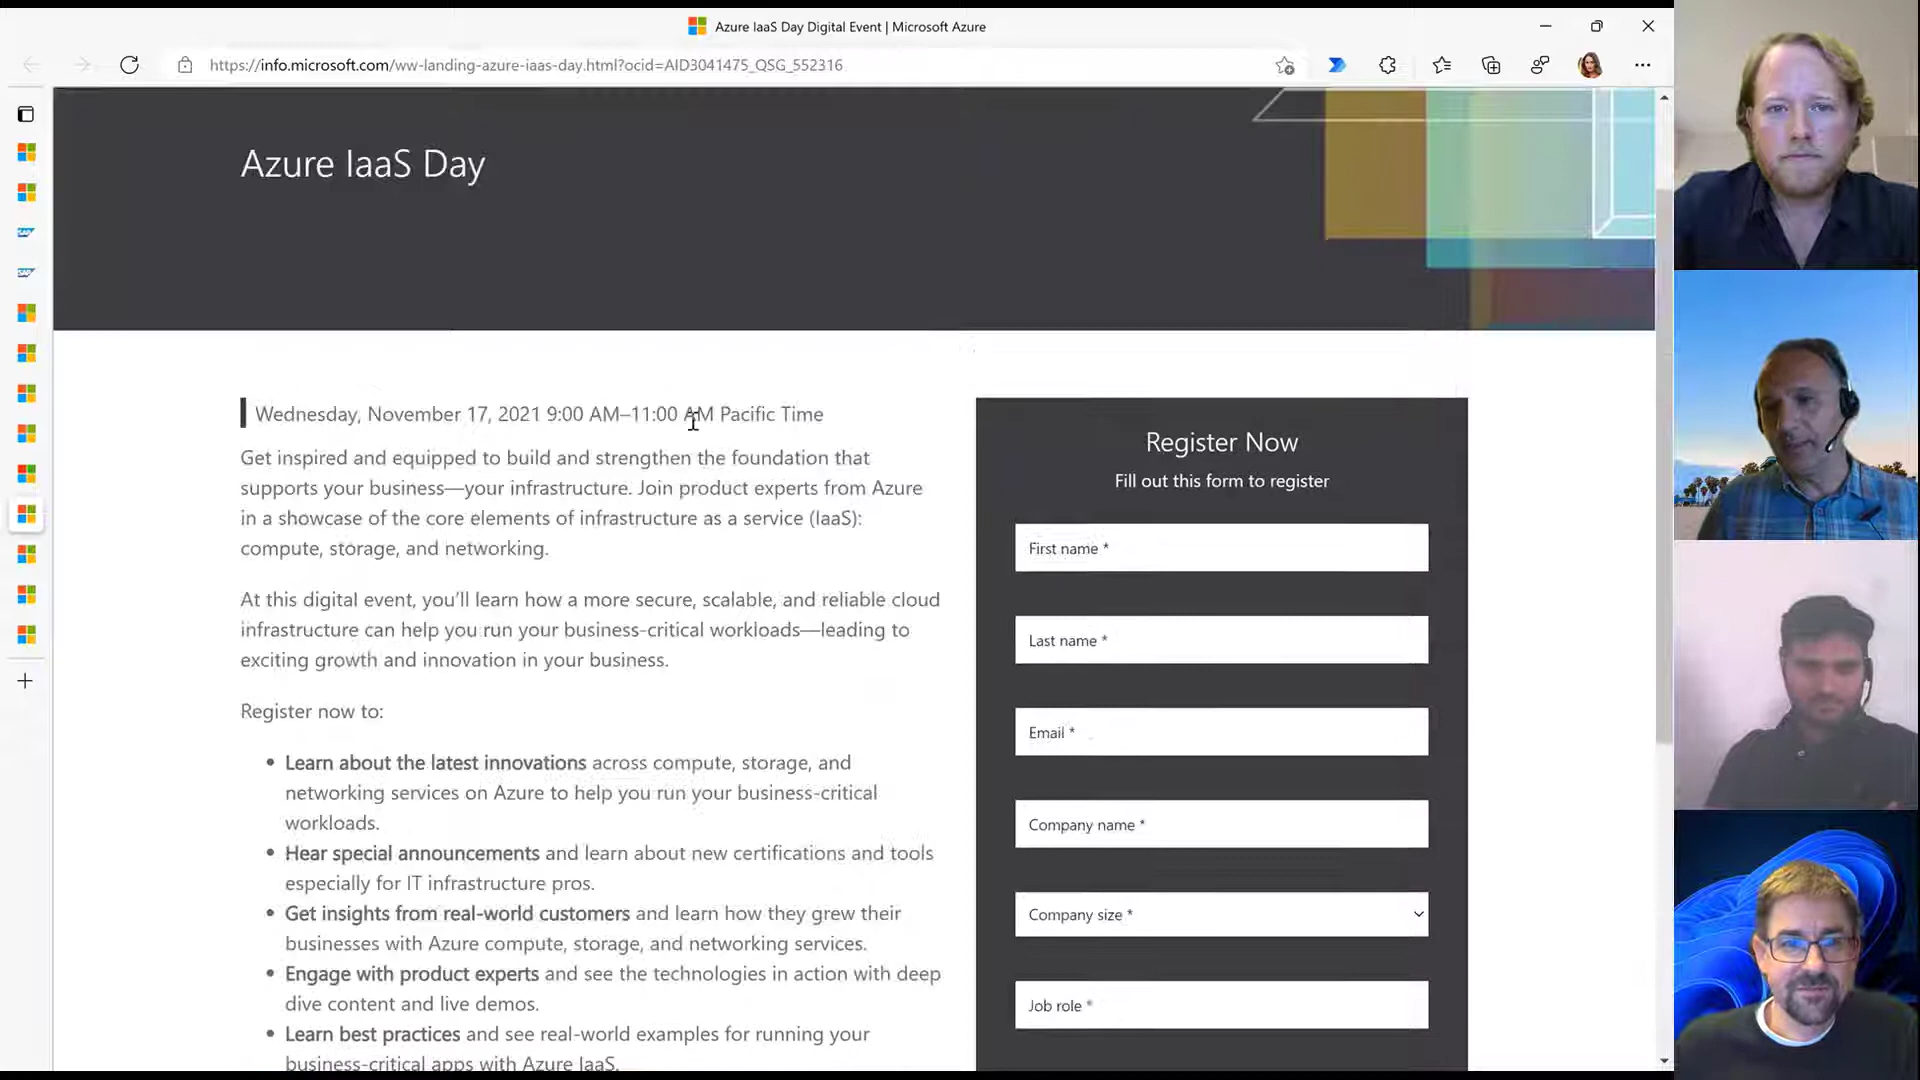 Azure IaaS Day Digital Event | Microsoft Azure
https://info.microsoft.com/ww-landing-azure-iaas-day.html?ocid=AID3041475_QSG_552316
Azure IaaS Day
Wednesday, November 17, 2021 9:00 AM–11:00 AM Pacific Time
Get inspired and equipped to build and strengthen the foundation that
supports your business—your infrastructure. Join product experts from Azure
in a showcase of the core elements of infrastructure as a service (IaaS):
compute, storage, and networking.
At this digital event, you’ll learn how a more secure, scalable, and reliable cloud
infrastructure can help you run your business-critical workloads—leading to
exciting growth and innovation in your business.
Register now to:
• Learn about the latest innovations across compute, storage, and
networking services on Azure to help you run your business-critical
workloads.
• Hear special announcements and learn about new certifications and tools
especially for IT infrastructure pros.
• Get insights from real-world customers and learn how they grew their
businesses with Azure compute, storage, and networking services.
• Engage with product experts and see the technologies in action with deep
dive content and live demos.
• Learn best practices and see real-world examples for running your
business-critical apps with Azure IaaS.
Register Now
Fill out this form to register
First name *
Last name *
Email *
Company name *
Company size *
Job role *
SAP
SAP